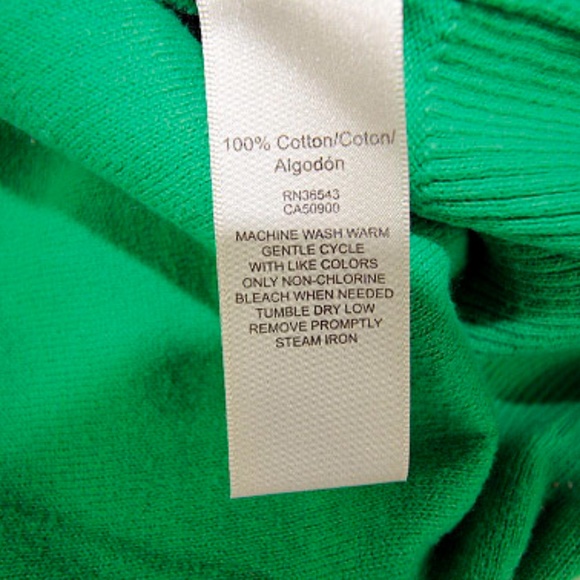 100% Cotton/Coton/
Algodón
RN36543
CA50900
MACHINE WASH WARM
GENTLE CYCLE
WITH LIKE COLORS
ONLY NON-CHLORINE
BLEACH WHEN NEEDED
TUMBLE DRY LOW
REMOVE PROMPTLY
STEAM IRON